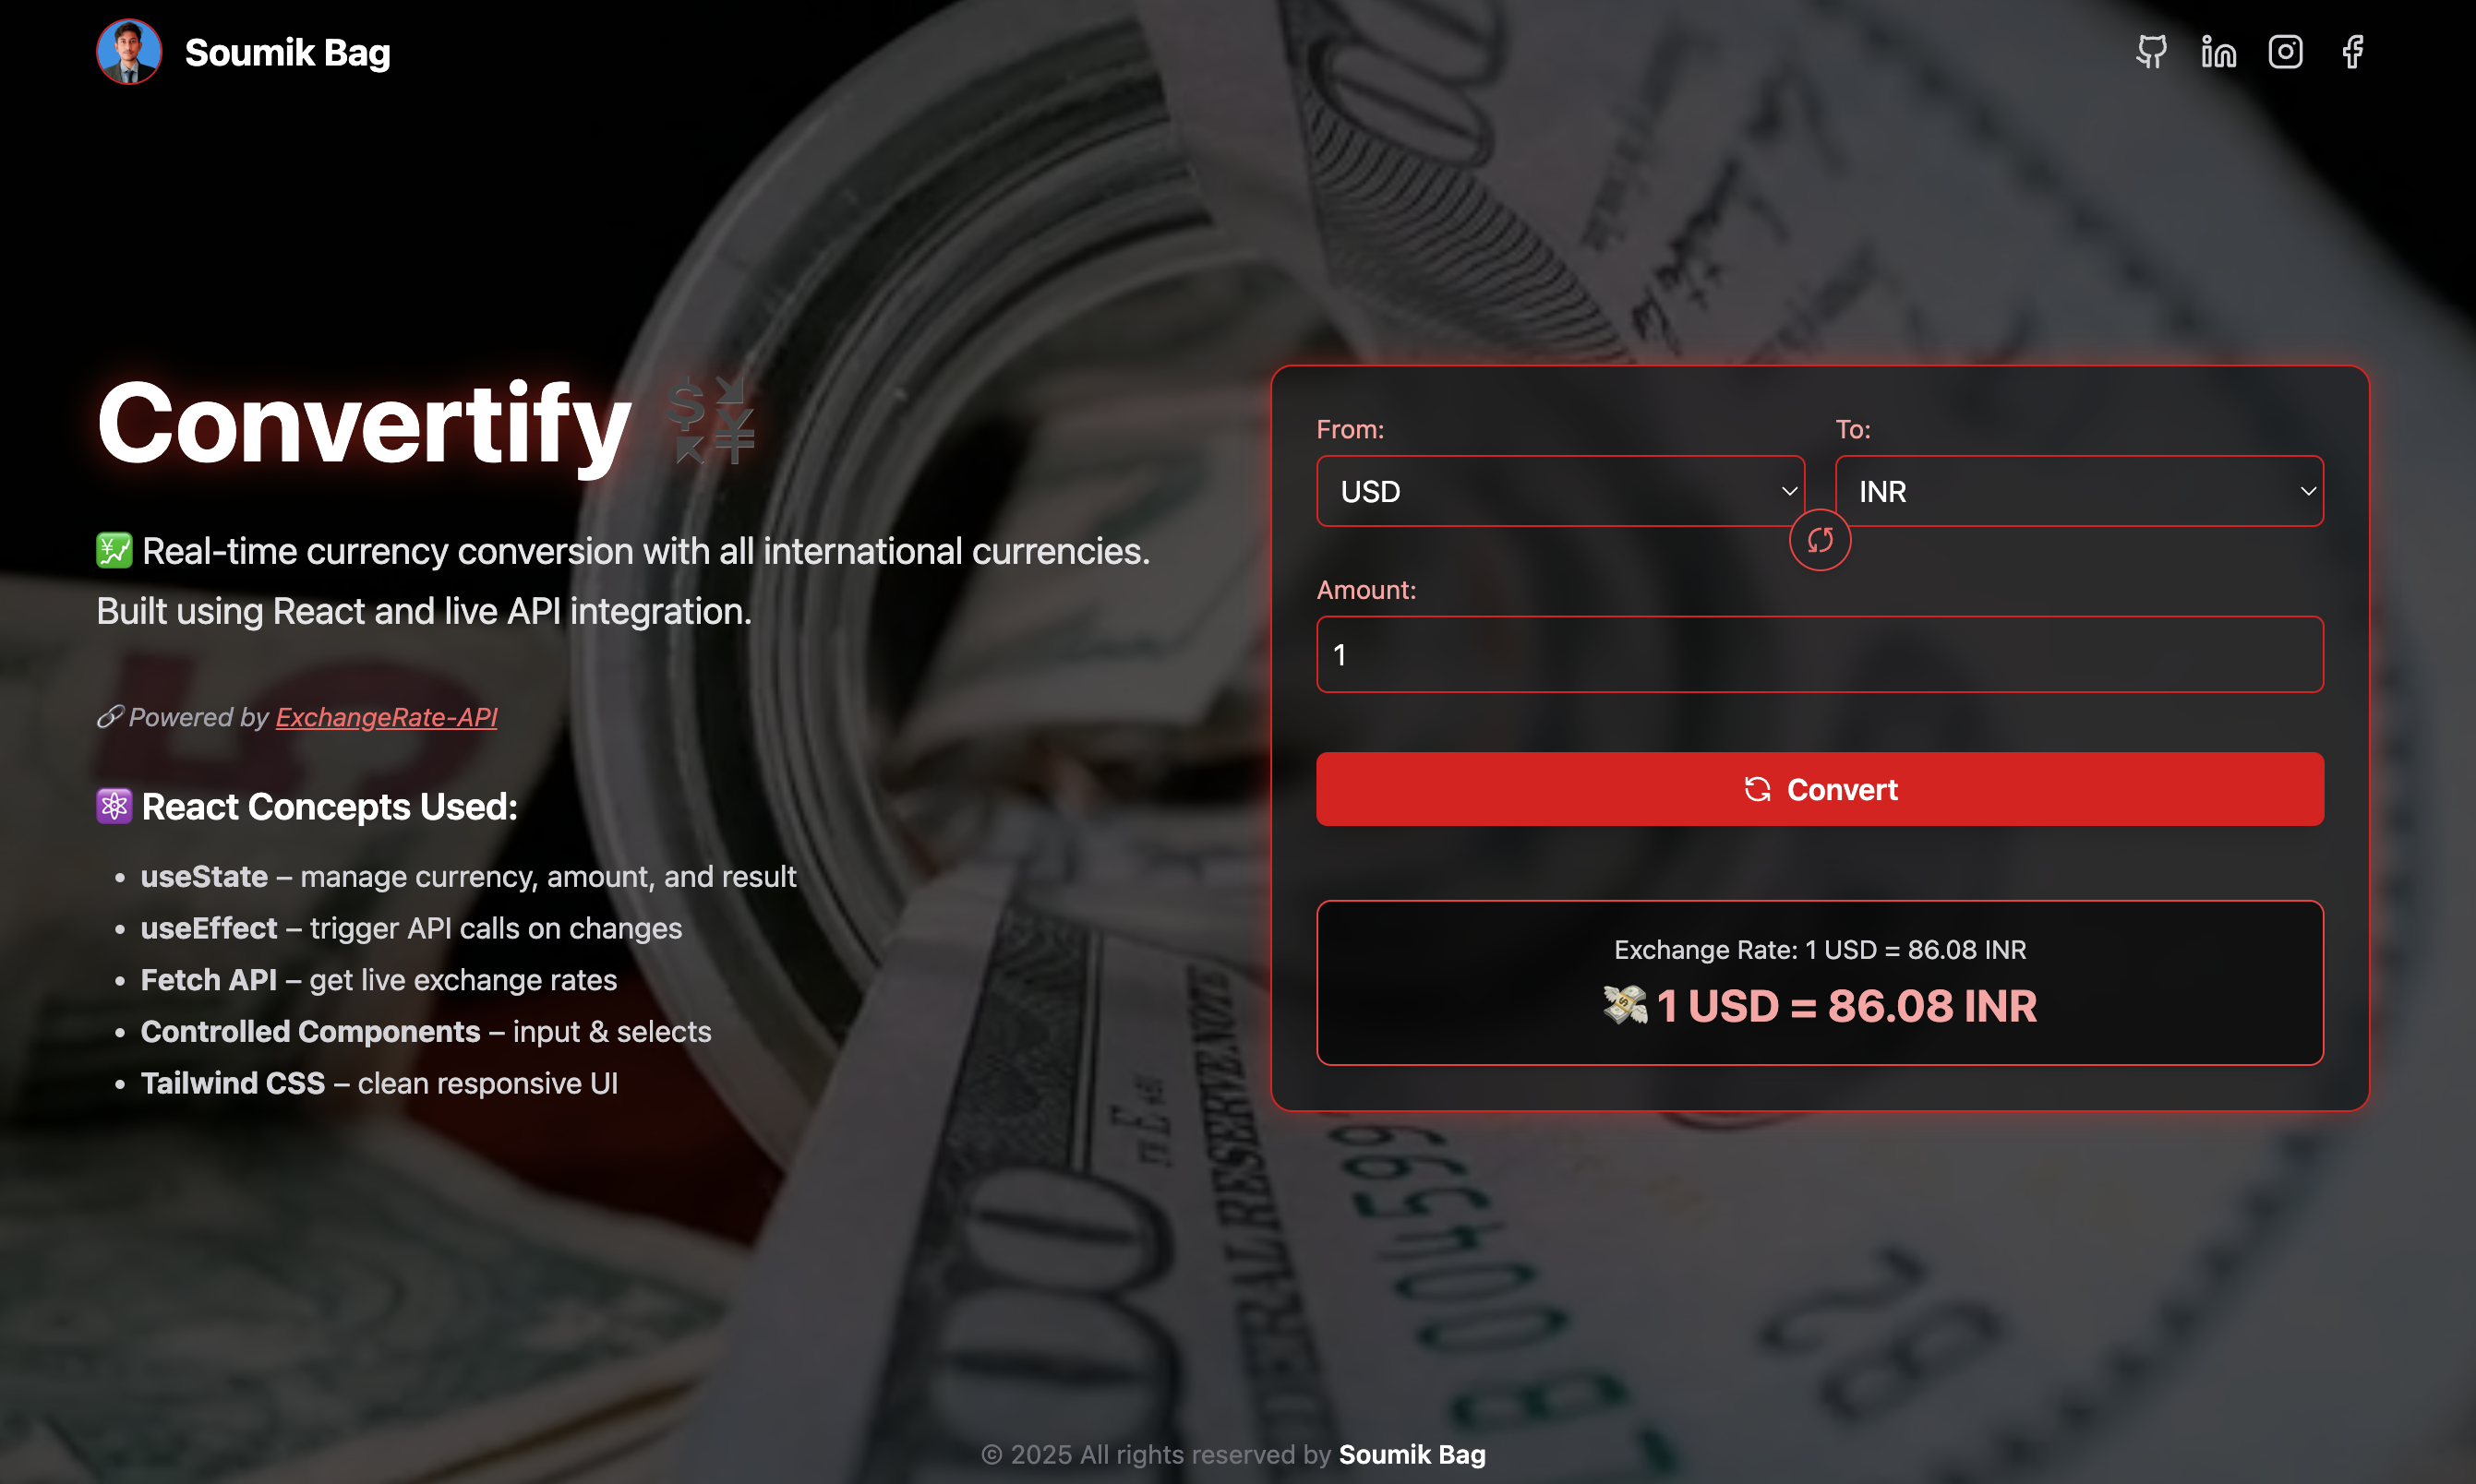 Soumik Bag
Convertify 💱
💹 Real-time currency conversion with all international currencies.
Built using React and live API integration.
🔗 Powered by ExchangeRate-API
⚛️ React Concepts Used:
• useState – manage currency, amount, and result
• useEffect – trigger API calls on changes
• Fetch API – get live exchange rates
• Controlled Components – input & selects
• Tailwind CSS – clean responsive UI
From:
To:
USD
INR
Amount:
1
Convert
Exchange Rate: 1 USD = 86.08 INR
💸 1 USD = 86.08 INR
5
© 2025 All rights reserved by Soumik Bag